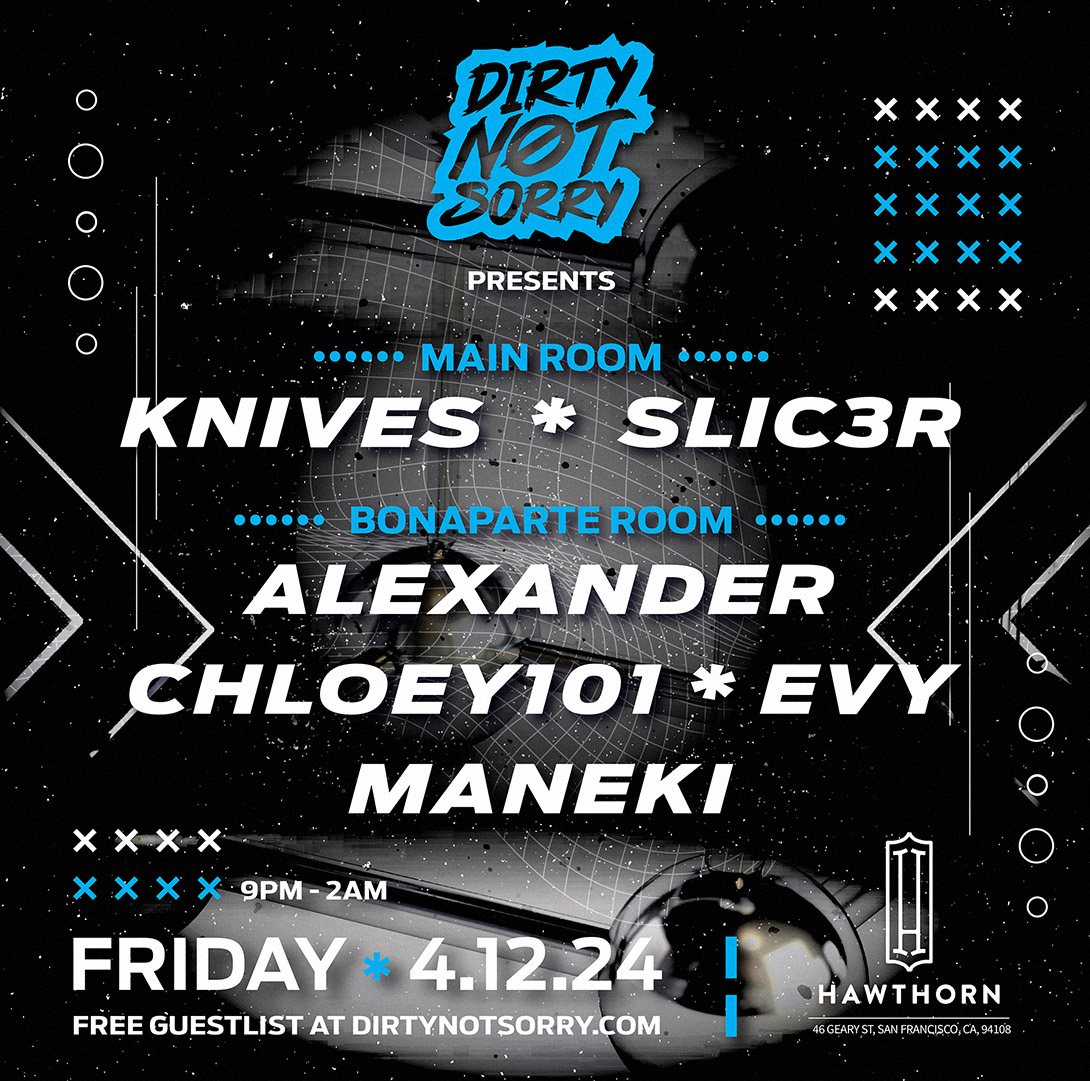 DIRTY
NOT
SORRY
PRESENTS
MAIN ROOM
KNIVES * SLIC3R
BONAPARTE ROOM
ALEXANDER
CHLOEY101 * EVY
MANEKI
9PM - 2AM
FRIDAY * 4.12.24
FREE GUESTLIST AT DIRTYNOTSORRY.COM
H
HAWTHORN
46 GEARY ST, SAN FRANCISCO, CA, 94108